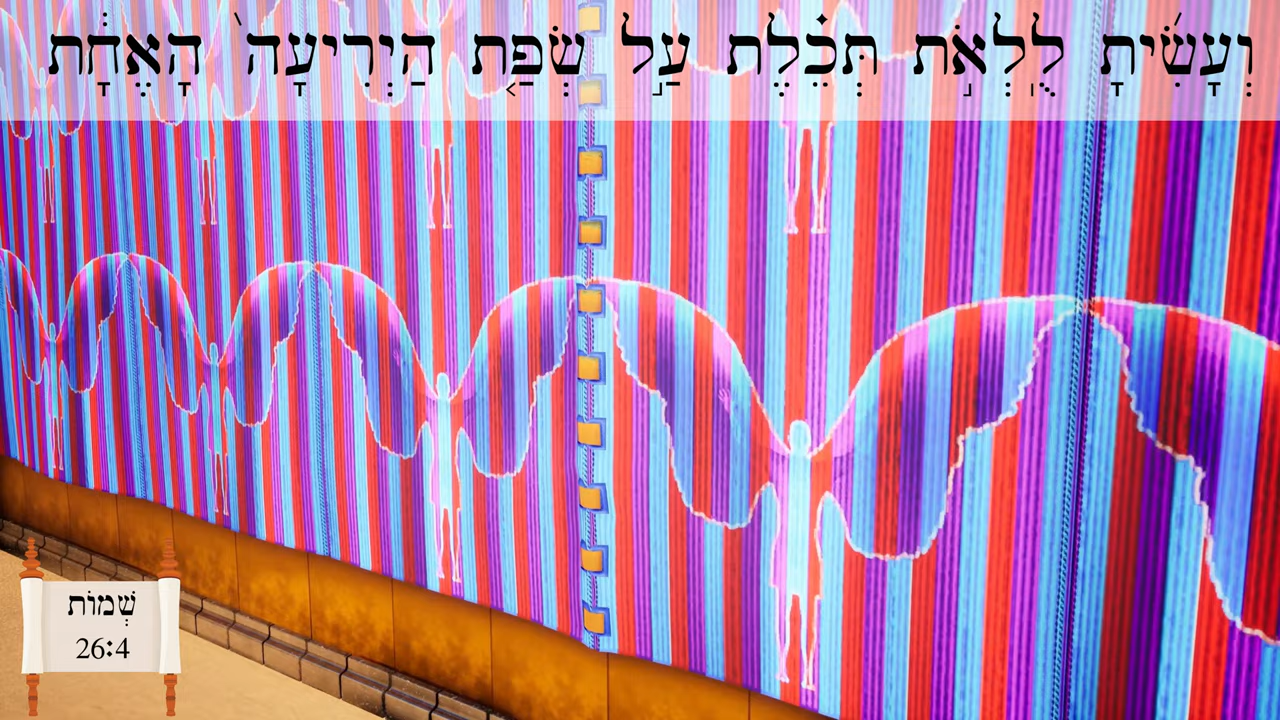 וְעָשִׂ֜יתָ לֻֽלְאֹ֣ת תְּכֵ֗לֶת עַ֣ל שְׂפַ֤ת הַיְרִיעָה֙ הָאֶחָ֔ת
שְׁמוֹת
26:4